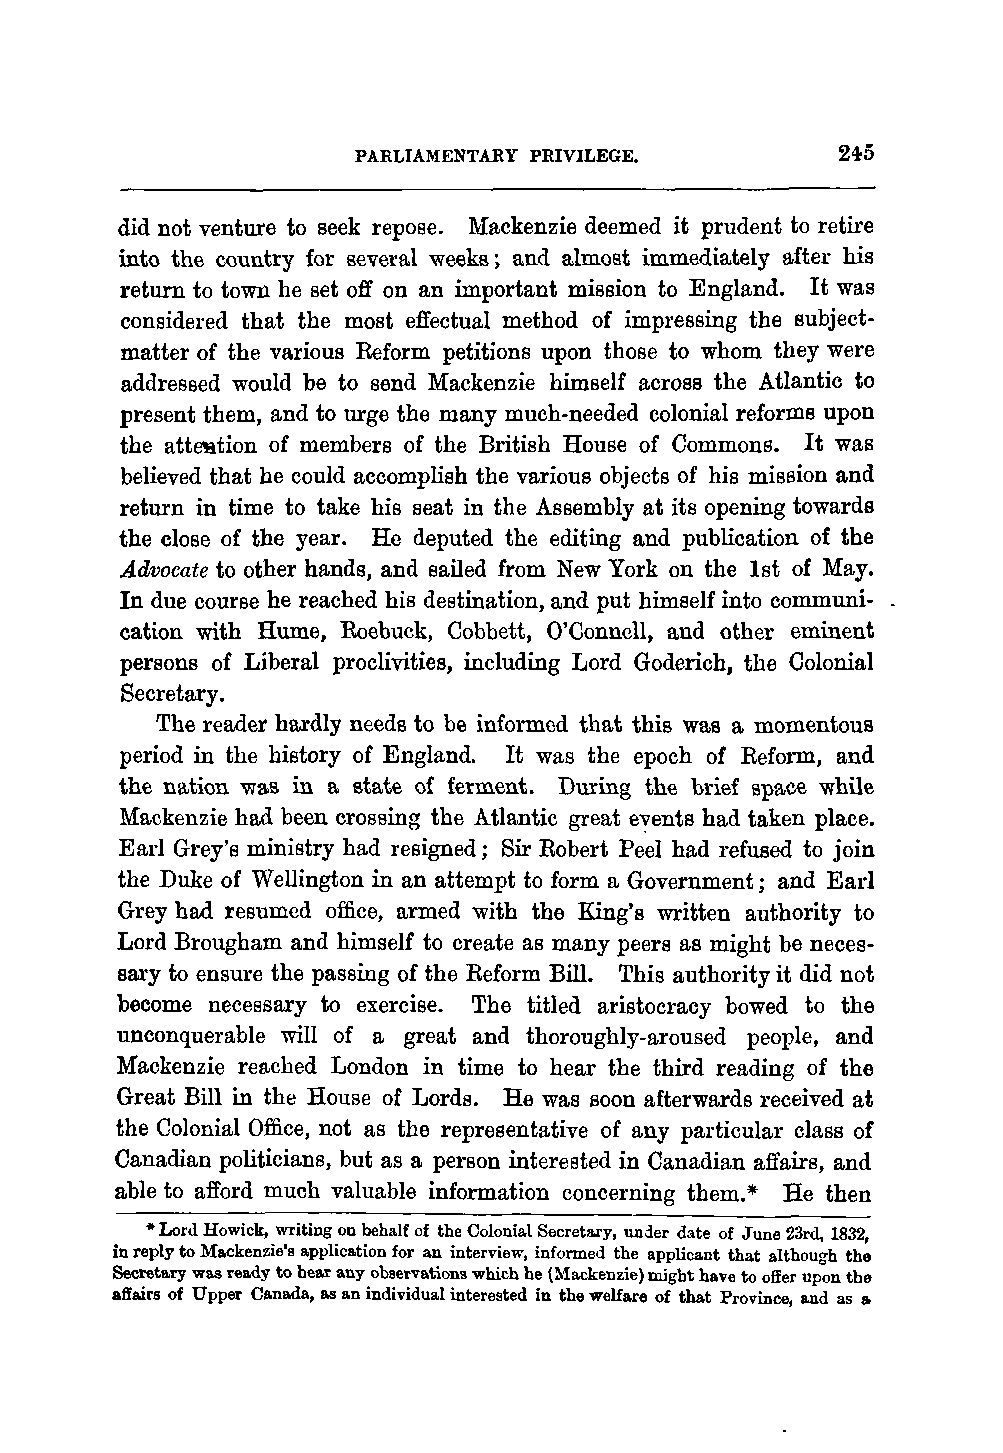 PARLIAMENTARY PRIVILEGE. 245
did not venture to seek repose. Mackenzie deemed it prudent to retire
into the country for several weeks; and almost immediately after his
return to town he set off on an important mission to England. It was
considered that the most effectual method of impressing the subject-
matter of the various Reform petitions upon those to whom they were
addressed would be to send Mackenzie himself across the Atlantic to
present them, and to urge the many much-needed colonial reforms upon
the attention of members of the British House of Commons. It was
believed that he could accomplish the various objects of his mission and
return in time to take his seat in the Assembly at its opening towards
the close of the year. He deputed the editing and publication of the
Advocate to other hands, and sailed from New York on the 1st of May.
In due course he reached his destination, and put himself into communi-
cation with Hume, Roebuck, Cobbett, O'Connell, and other eminent
persons of Liberal proclivities, including Lord Goderich, the Colonial
Secretary.
The reader hardly needs to be informed that this was a momentous
period in the history of England. It was the epoch of Reform, and
the nation was in a state of ferment. During the brief space while
Mackenzie had been crossing the Atlantic great events had taken place.
Earl Grey's ministry had resigned; Sir Robert Peel had refused to join
the Duke of Wellington in an attempt to form a Government; and Earl
Grey had resumed office, armed with the King's written authority to
Lord Brougham and himself to create as many peers as might be neces-
sary to ensure the passing of the Reform Bill. This authority it did not
become necessary to exercise. The titled aristocracy bowed to the
unconquerable will of a great and thoroughly-aroused people, and
Mackenzie reached London in time to hear the third reading of the
Great Bill in the House of Lords. He was soon afterwards received at
the Colonial Office, not as the representative of any particular class of
Canadian politicians, but as a person interested in Canadian affairs, and
able to afford much valuable information concerning them.* He then
* Lord Howick, writing on behalf of the Colonial Secretary, under date of June 23rd, 1832,
in reply to Mackenzie's application for an interview, informed the applicant that although the
Secretary was ready to hear any observations which he (Mackenzie) might have to offer upon the
affairs of Upper Canada, as an individual interested in the welfare of that Province, and as a